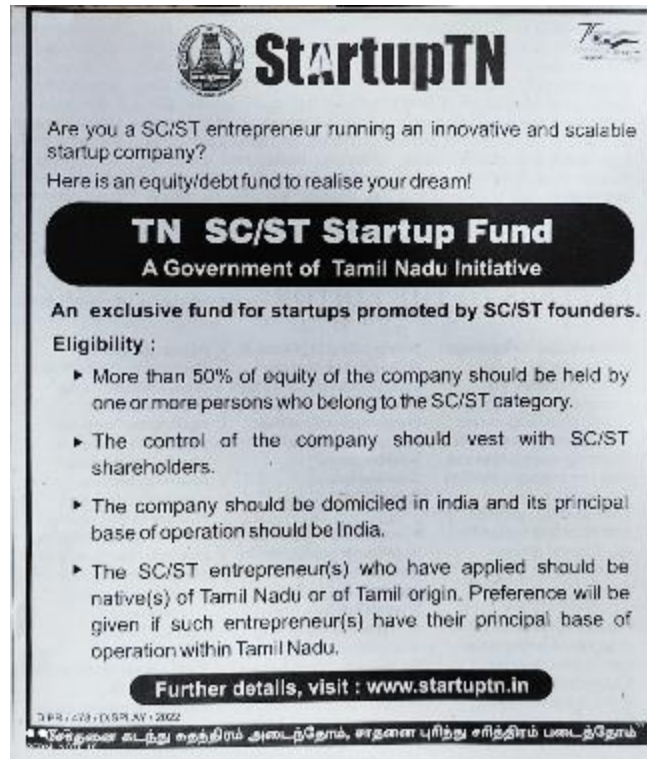 StartupTN
Are you a SC/ST entrepreneur running an innovative and scalable
startup company?
Here is an equity/debt fund to realise your dream!
TN SC/ST Startup Fund
A Government of Tamil Nadu Initiative
An exclusive fund for startups promoted by SC/ST founders.
Eligibility :
More than 50% of equity of the company should be held by
one or more persons who belong to the SC/ST category.
The control of the company should vest with SC/ST
shareholders.
The company should be domiciled in india and its principal
base of operation should be India.
The SC/ST entrepreneur(s) who have applied should be
native(s) of Tamil Nadu or of Tamil origin. Preference will be
given if such entrepreneur(s) have their principal base of
operation within Tamil Nadu.
Further details, visit : www.startuptn.in
DIPR / 478 / DISPLAY / 2022
கடந்து சுதந்திரம் அடைந்தோம், சாதனை புரிந்து சரித்திரம் படைத்தோம்"